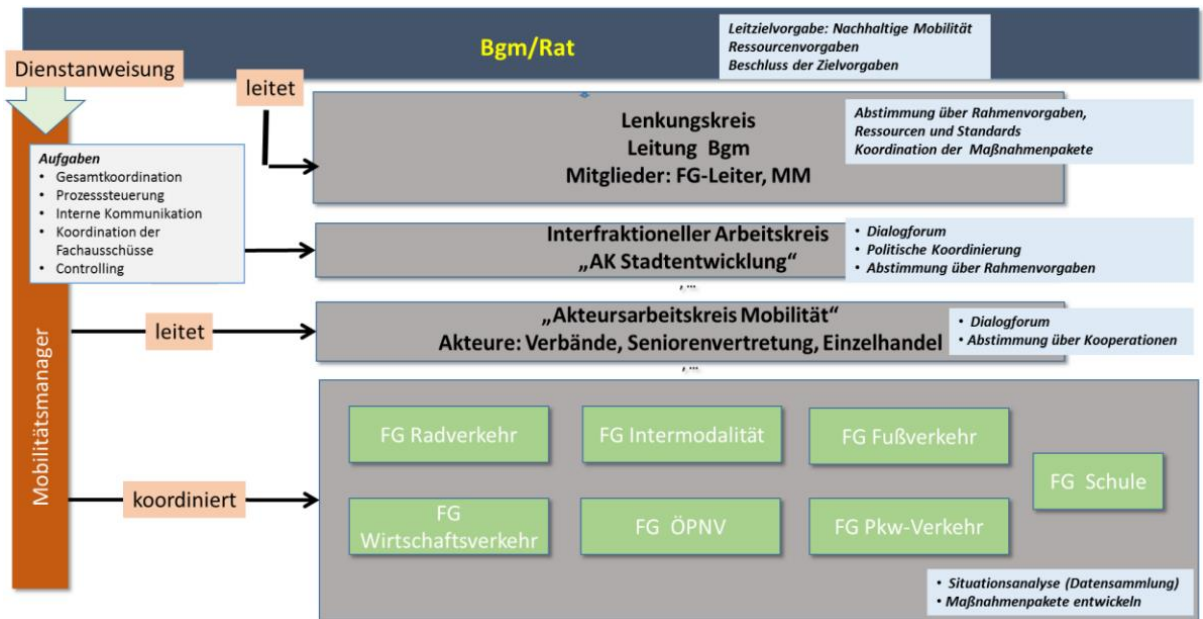 Bgm/Rat
Leitzielvorgabe: Nachhaltige Mobilität
Ressourcenvorgaben
Beschluss der Zielvorgaben
Dienstanweisung
leitet
Lenkungskreis
Leitung Bgm
Mitglieder: FG-Leiter, MM
Abstimmung über Rahmenvorgaben,
Ressourcen und Standards
Koordination der Maßnahmenpakete
Aufgaben
• Gesamtkoordination
• Prozesssteuerung
• Interne Kommunikation
• Koordination der
Fachausschüsse
• Controlling
Interfraktioneller Arbeitskreis
„AK Stadtentwicklung“
, ...
• Dialogforum
• Politische Koordinierung
• Abstimmung über Rahmenvorgaben
Mobilitätsmanager
leitet
„Akteursarbeitskreis Mobilität“
Akteure: Verbände, Seniorenvertretung, Einzelhandel
, ...
• Dialogforum
• Abstimmung über Kooperationen
koordiniert
FG Radverkehr
FG Intermodalität
FG Fußverkehr
FG Schule
FG
Wirtschaftsverkehr
FG ÖPNV
FG Pkw-Verkehr
• Situationsanalyse (Datensammlung)
• Maßnahmenpakete entwickeln